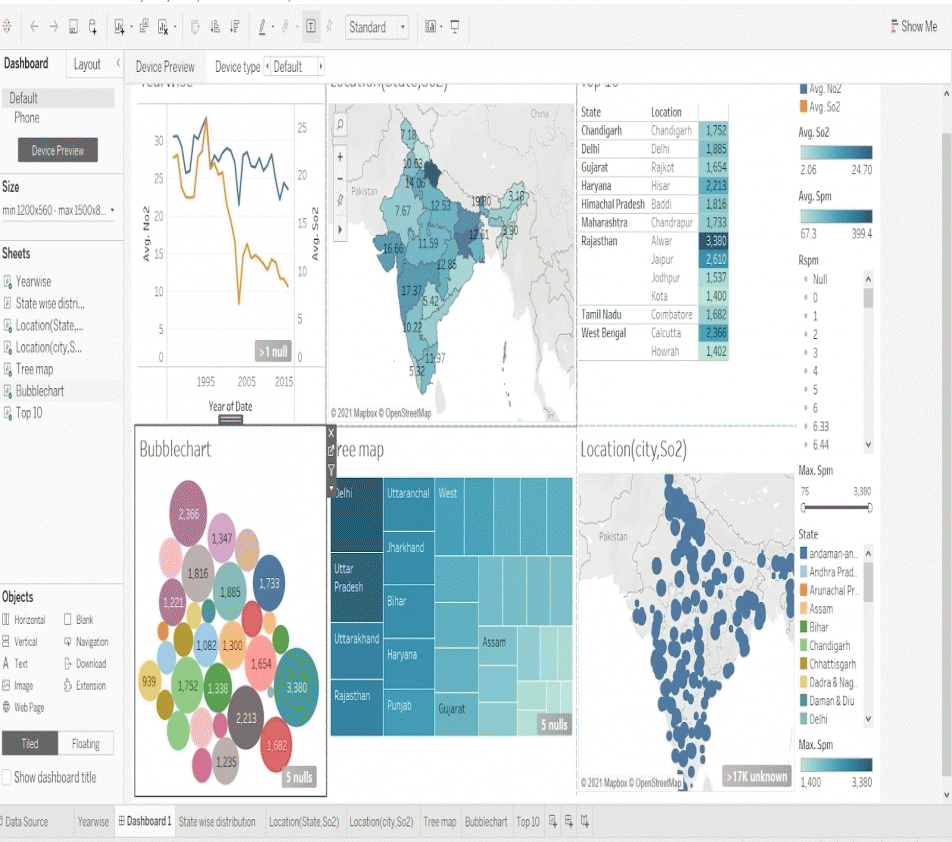 Standard
Show Me
Dashboard
Layout
Device Preview
Device type
Default
Default
Phone
Device Preview
Size
min 1200x560 - max 1500x8...
Sheets
Yearwise
State wise distri...
Location(State,...
Location(city,S...
Tree map
Bubblechart
Top 10
Objects
Horizontal
Blank
Vertical
Navigation
A Text
Download
Image
Extension
Web Page
Tiled
Floating
Show dashboard title
Yearwise
Avg. No2
30
25
20
15
10
5
0
25
20
15
10
5
0
Avg. So2
>1 null
1995
2005
2015
Year of Date
Location(State,So2)
China
Pakistan
7.18
10.63
14.06
7.67
12.53
3.18
3.90
16.66
11.59
12.85
17.37
5.42
10.22
11.97
5.32
© 2021 Mapbox © OpenStreetMap
Top 10
State
Location
Chandigarh Chandigarh 1,752
Delhi Delhi 1,885
Gujarat Rajkot 1,654
Haryana Hisar 2,213
Himachal Pradesh Baddi 1,816
Maharashtra Chandrapur 1,733
Rajasthan Alwar 3,380
Jaipur 2,610
Jodhpur 1,537
Kota 1,400
Tamil Nadu Coimbatore 1,682
West Bengal Calcutta 2,366
Howrah 1,402
Avg. No2
Avg. So2
Avg. So2
2.06 24.70
Avg. Spm
67.3 399.4
Rspm
Null
0
1
2
3
4
5
6
6.33
6.44
Max. Spm
75 3,380
State
andaman-an..
Andhra Prad..
Arunachal Pr..
Assam
Bihar
Chandigarh
Chhattisgarh
Dadra & Nag..
Daman & Diu
Delhi
Max. Spm
1,400 3,380
Bubblechart
2,366
1,347
1,816
1,885
1,733
1,221
1,082
1,300
1,654
939
1,752
1,338
3,380
2,213
1,682
1,235
5 nulls
Tree map
Delhi
Uttaranchal
West
Jharkhand
Uttar
Pradesh
Bihar
Uttarakhand
Assam
Haryana
Rajasthan
Punjab
Gujarat
5 nulls
Location(city,So2)
Pakistan
© 2021 Mapbox © OpenStreetMap
>17K unknown
Data Source
Yearwise
Dashboard 1
State wise distribution
Location(State,So2)
Location(city,So2)
Tree map
Bubblechart
Top 10